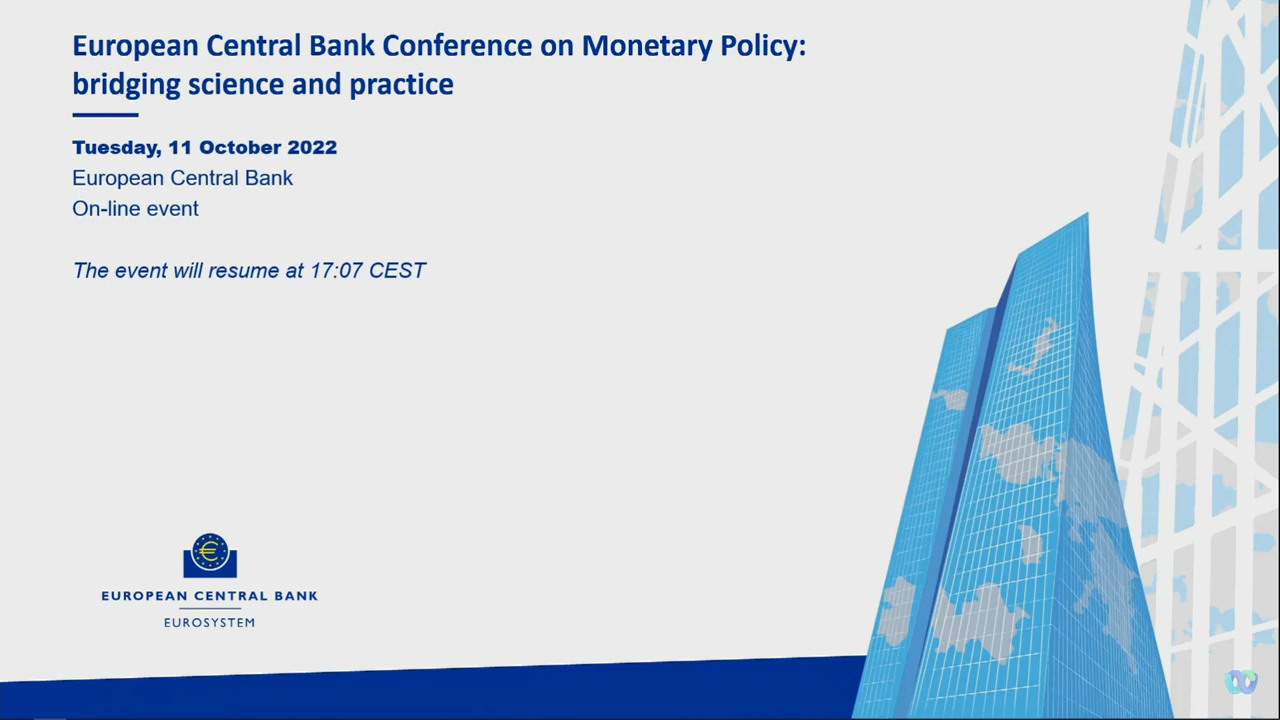 European Central Bank Conference on Monetary Policy:
bridging science and practice
Tuesday, 11 October 2022
European Central Bank
On-line event
The event will resume at 17:07 CEST
€
EUROPEAN CENTRAL BANK
EUROSYSTEM